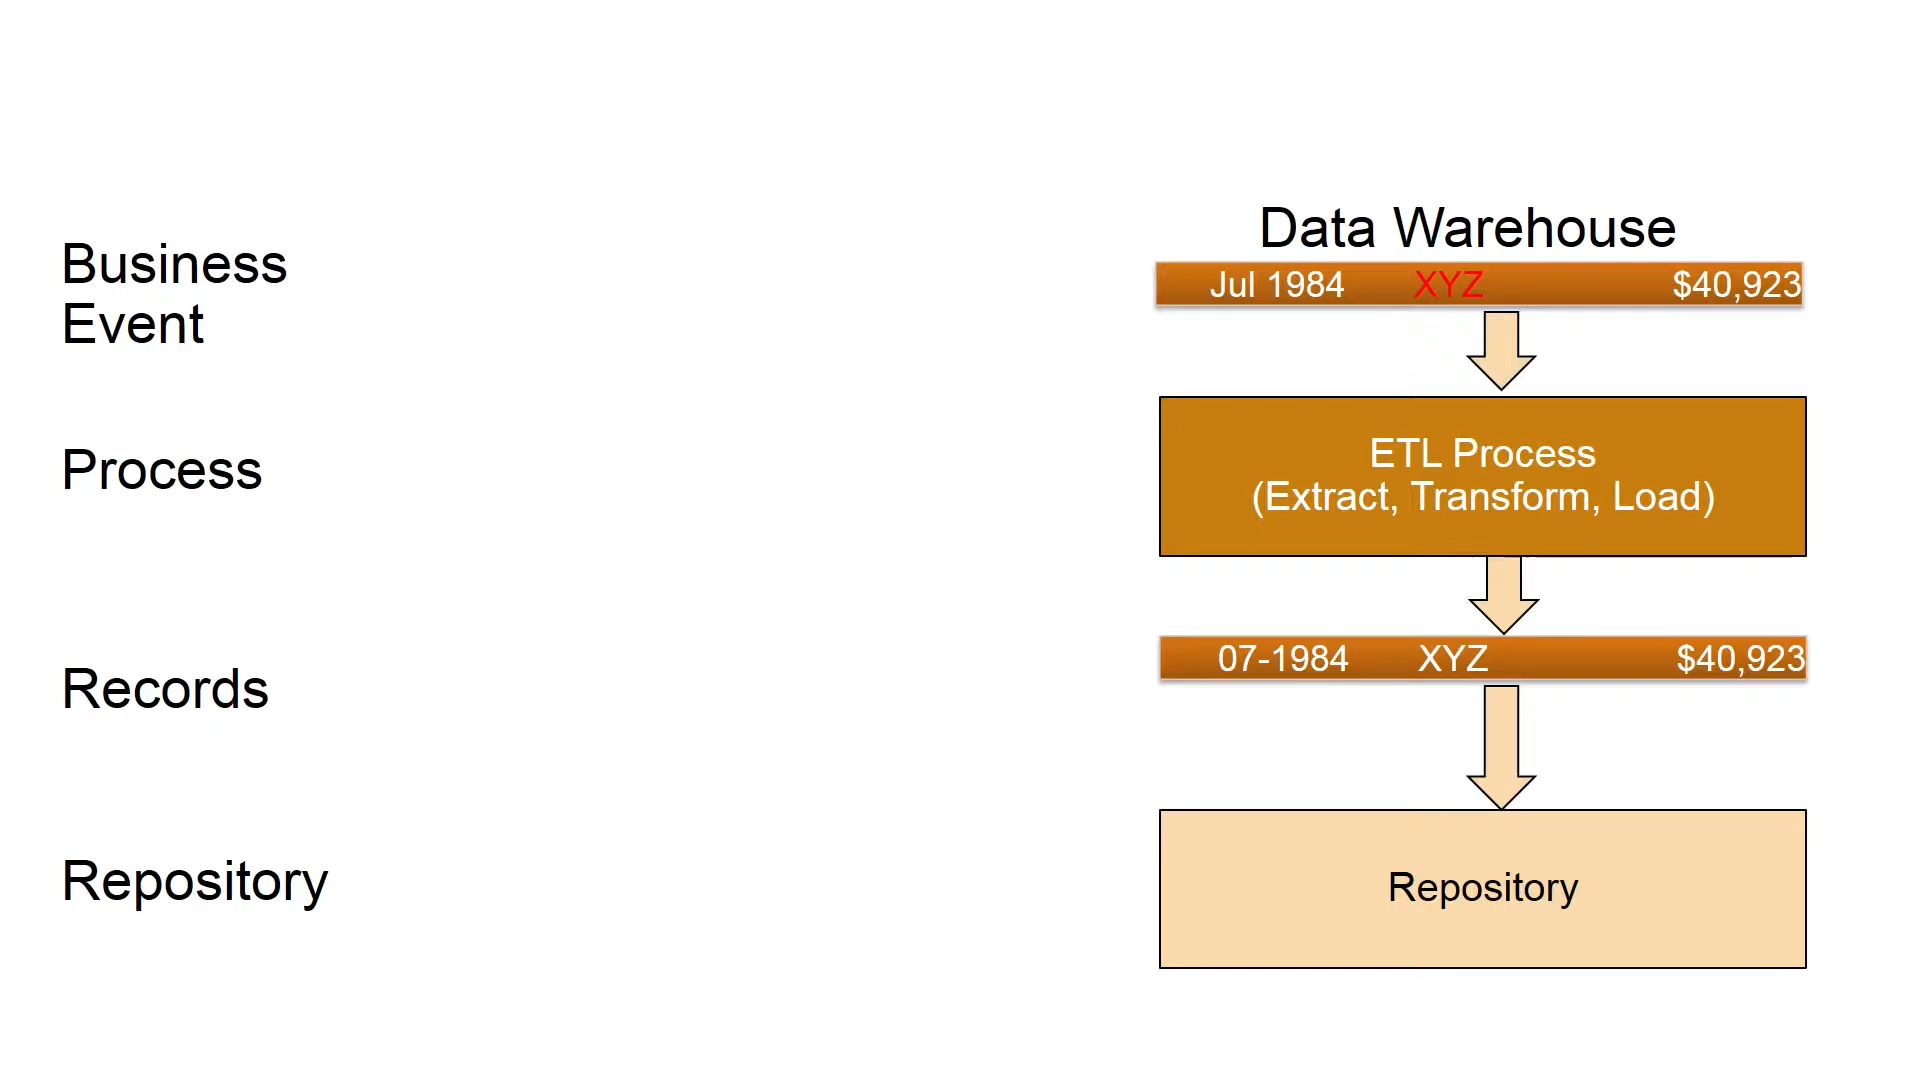 Data Warehouse
Business
Event
Jul 1984 XYZ $40,923
Process
ETL Process
(Extract, Transform, Load)
Records
07-1984 XYZ $40,923
Repository
Repository